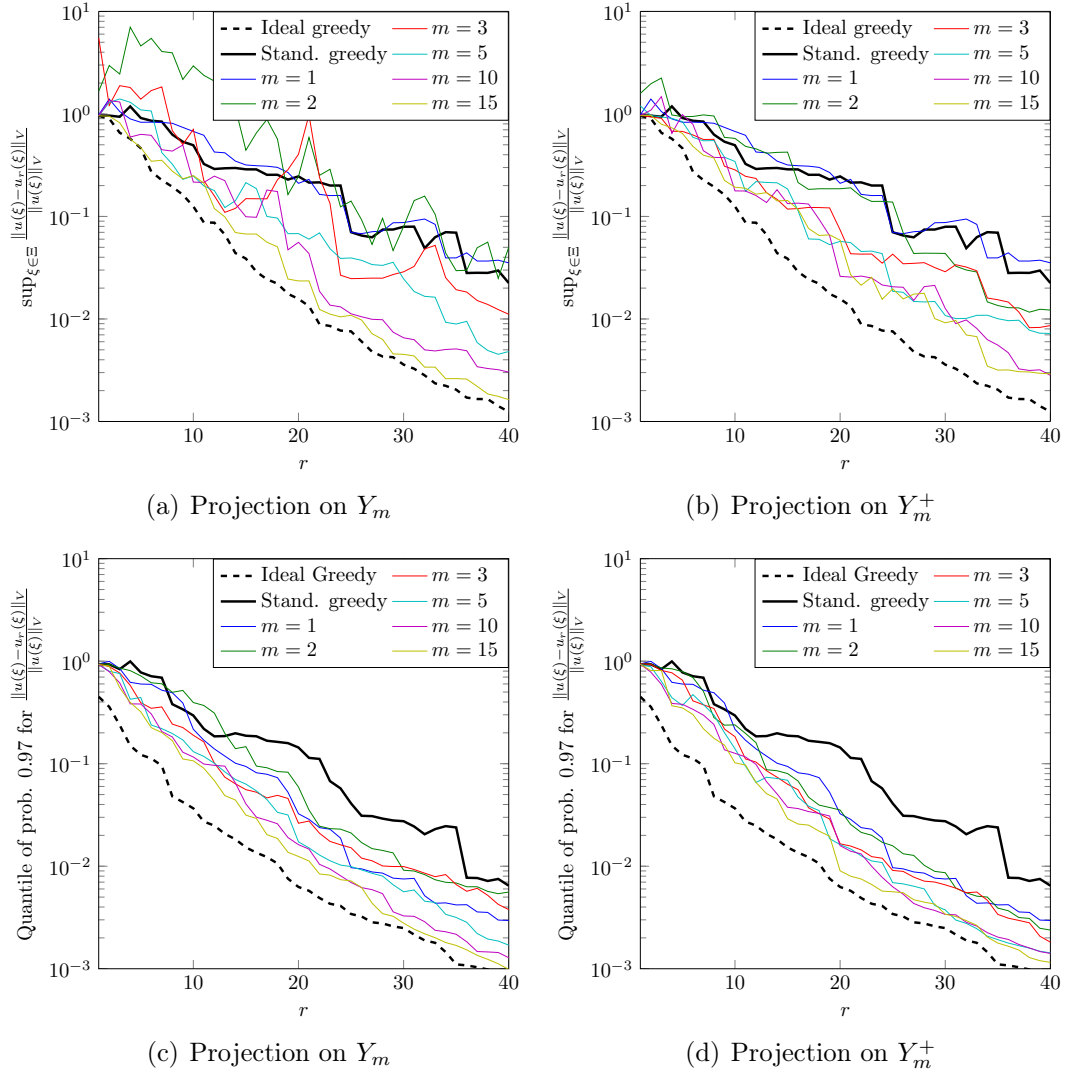 10^1
10^0
10^{-1}
10^{-2}
10^{-3}
sup_{ξ∈Ξ} ‖u(ξ)−u_r(ξ)‖_V / ‖u(ξ)‖_V
Ideal greedy
Stand. greedy
m = 1
m = 2
m = 3
m = 5
m = 10
m = 15
10 20 30 40
r
(a) Projection on Y_m
10^1
10^0
10^{-1}
10^{-2}
10^{-3}
sup_{ξ∈Ξ} ‖u(ξ)−u_r(ξ)‖_V / ‖u(ξ)‖_V
Ideal greedy
Stand. greedy
m = 1
m = 2
m = 3
m = 5
m = 10
m = 15
10 20 30 40
r
(b) Projection on Y_m^+
10^1
10^0
10^{-1}
10^{-2}
10^{-3}
Quantile of prob. 0.97 for ‖u(ξ)−u_r(ξ)‖_V / ‖u(ξ)‖_V
Ideal Greedy
Stand. greedy
m = 1
m = 2
m = 3
m = 5
m = 10
m = 15
10 20 30 40
r
(c) Projection on Y_m
10^1
10^0
10^{-1}
10^{-2}
10^{-3}
Quantile of prob. 0.97 for ‖u(ξ)−u_r(ξ)‖_V / ‖u(ξ)‖_V
Ideal Greedy
Stand. greedy
m = 1
m = 2
m = 3
m = 5
m = 10
m = 15
10 20 30 40
r
(d) Projection on Y_m^+